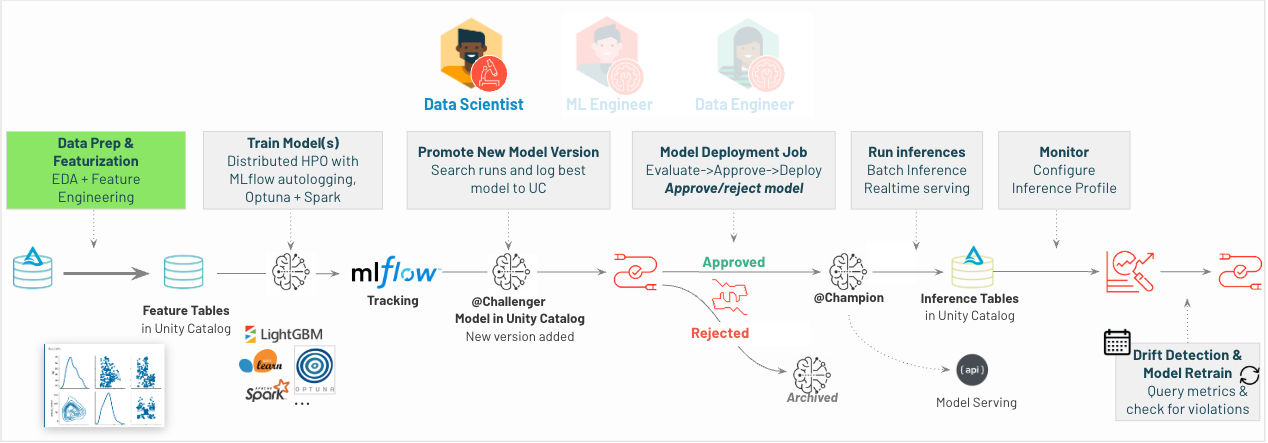 Data Scientist
ML Engineer
Data Engineer
Data Prep &
Featurization
EDA + Feature
Engineering
Train Model(s)
Distributed HPO with
MLflow autologging,
Optuna + Spark
Promote New Model Version
Search runs and log best
model to UC
Model Deployment Job
Evaluate->Approve->Deploy
Approve/reject model
Run inferences
Batch Inference
Realtime serving
Monitor
Configure
Inference Profile
Feature Tables
in Unity Catalog
mlflow
Tracking
@Challenger
Model in Unity Catalog
New version added
Approved
Rejected
@Champion
Archived
Inference Tables
in Unity Catalog
{api}
Model Serving
LightGBM
learn
OPTUNA
APACHE
Spark
...
Drift Detection &
Model Retrain
Query metrics &
check for violations